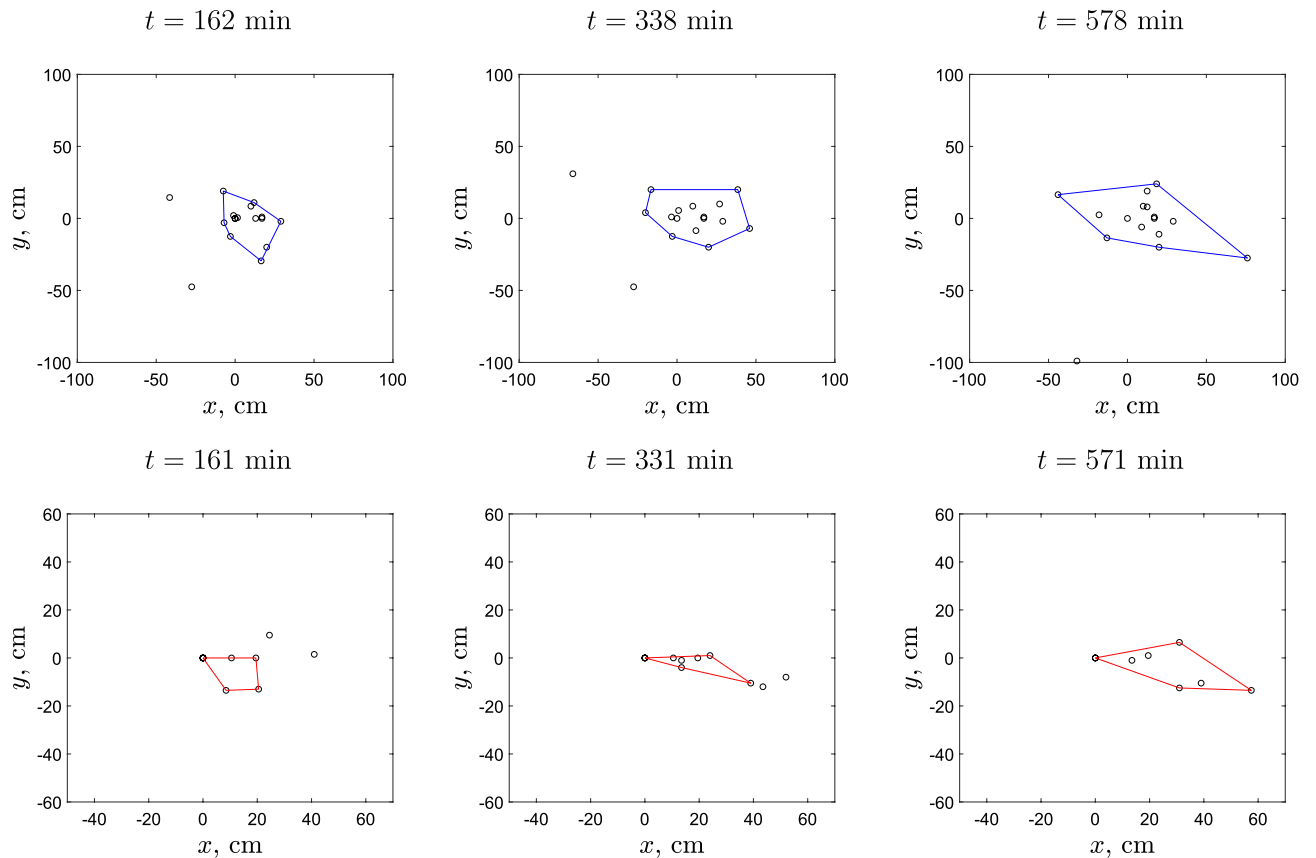 t = 162 min
t = 338 min
t = 578 min
100
50
0
-50
-100
y, cm
-100 -50 0 50 100
x, cm
100
50
0
-50
-100
y, cm
-100 -50 0 50 100
x, cm
100
50
0
-50
-100
y, cm
-100 -50 0 50 100
x, cm
t = 161 min
t = 331 min
t = 571 min
60
40
20
0
-20
-40
-60
y, cm
-40 -20 0 20 40 60
x, cm
60
40
20
0
-20
-40
-60
y, cm
-40 -20 0 20 40 60
x, cm
60
40
20
0
-20
-40
-60
y, cm
-40 -20 0 20 40 60
x, cm